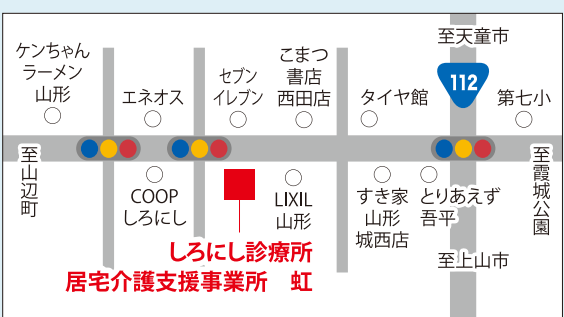 至天童市
ケンちゃん
ラーメン
山形
エネオス
セブン
イレブン
こまつ
書店
西田店
タイヤ館
112
第七小
至山辺町
至霞城公園
COOP
しろにし
LIXIL
山形
すき家
山形
城西店
とりあえず
吾平
しろにし診療所
居宅介護支援事業所 虹
至上山市